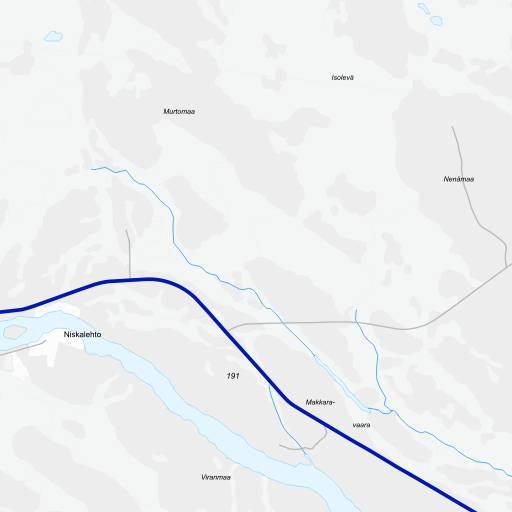 Isolevä
Murtomaa
Nenämaa
Niskalehto
191
Makkara-
vaara
Viranmaa